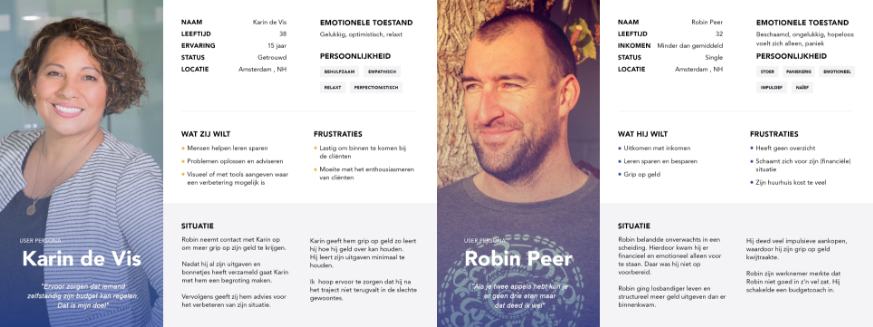 NAAM Karin de Vis
LEEFTIJD 38
ERVARING 15 jaar
STATUS Getrouwd
LOCATIE Amsterdam , NH
EMOTIONELE TOESTAND
Gelukkig, optimistisch, relaxt
PERSOONLIJKHEID
BEHULPZAAM EMPATHISCH
RELAXT PERFECTIONISTISCH
WAT ZIJ WILT
Mensen helpen leren sparen
Problemen oplossen en adviseren
Visueel of met tools aangeven waar
een verbetering mogelijk is
FRUSTRATIES
Lastig om binnen te komen bij
de cliënten
Moeite met het enthousiasmeren
van cliënten
USER PERSONA
Karin de Vis
"Ervoor zorgen dat iemand
zelfstandig zijn budget kan regelen.
Dat is mijn doel"
SITUATIE
Robin neemt contact met Karin op
om meer grip op zijn geld te krijgen.
Nadat hij al zijn uitgaven en
bonnetjes heeft verzameld gaat Karin
met hem een begroting maken.
Vervolgens geeft zij hem advies voor
het verbeteren van zijn situatie.
Karin geeft hem grip op geld zo leert
hij hoe hij geld over kan houden.
Hij leert zijn uitgaven minimaal te
houden.
Ik hoop ervoor te zorgen dat hij na
het traject niet terugvalt in de slechte
gewoontes.
NAAM Robin Peer
LEEFTIJD 32
INKOMEN Minder dan gemiddeld
STATUS Single
LOCATIE Amsterdam , NH
EMOTIONELE TOESTAND
Beschaamd, ongelukkig, hopeloos
voelt zich alleen, paniek
PERSOONLIJKHEID
STOER PANIEKERIG EMOTIONEEL
IMPULSIEF NAÏEF
WAT HIJ WILT
Uitkomen met inkomen
Leren sparen en besparen
Grip op geld
FRUSTRATIES
Heeft geen overzicht
Schaamt zich voor zijn (financiële)
situatie
Zijn huurhuis kost te veel
USER PERSONA
Robin Peer
"Als je twee appels hebt kun je
er geen drie eten maar
dat deed ik wel"
SITUATIE
Robin belandde onverwachts in een
scheiding. Hierdoor kwam hij er
financieel en emotioneel alleen voor
te staan. Daar was hij niet op
voorbereid.
Robin ging losbandiger leven en
structureel meer geld uitgeven dan er
binnenkwam.
Hij deed veel impulsieve aankopen,
waardoor hij zijn grip op geld
kwijtraakte.
Robin zijn werknemer merkte dat
Robin niet goed in z'n vel zat. Hij
schakelde een budgetcoach in.